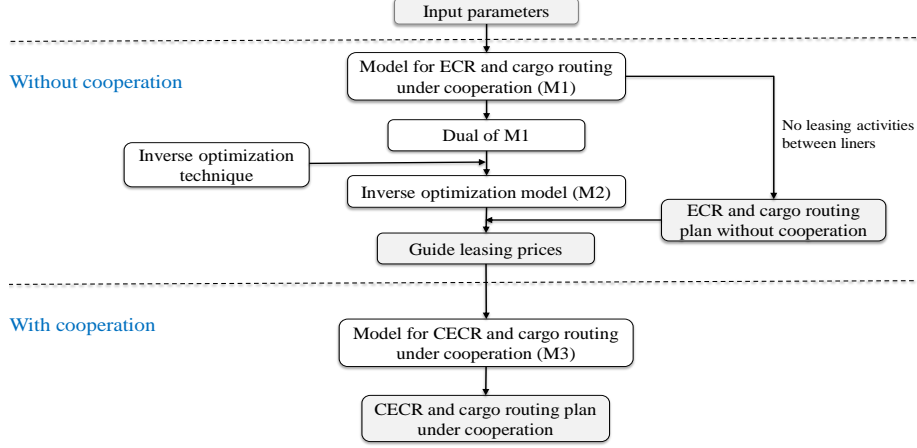 Input parameters
Without cooperation
Model for ECR and cargo routing
under cooperation (M1)
No leasing activities
between liners
Dual of M1
Inverse optimization
technique
Inverse optimization model (M2)
ECR and cargo routing
plan without cooperation
Guide leasing prices
With cooperation
Model for CECR and cargo routing
under cooperation (M3)
CECR and cargo routing plan
under cooperation